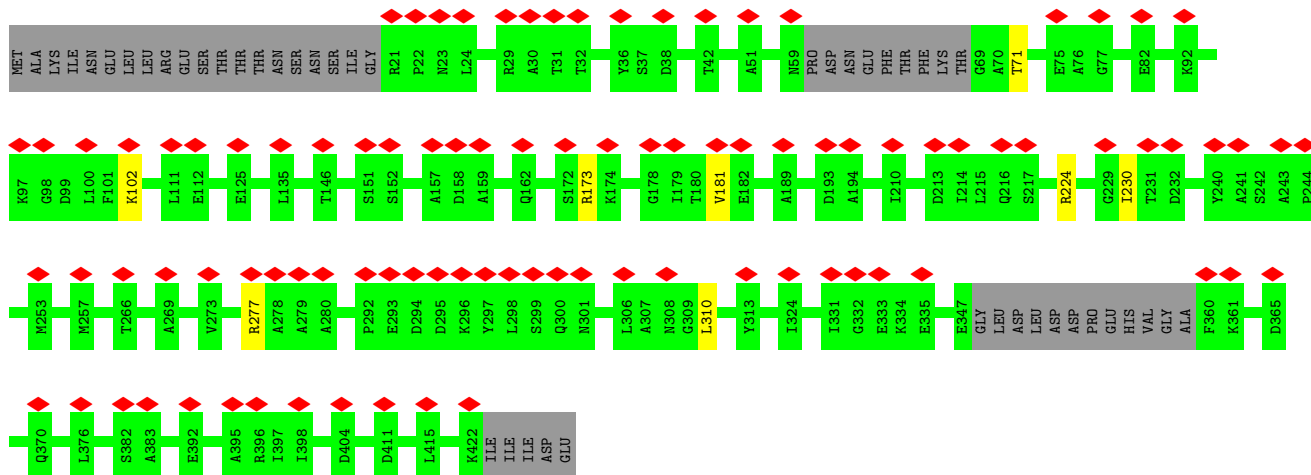 MET ALA LYS ILE ASN GLU LEU LEU ARG GLU SER THR THR THR ASN SER ASN SER ILE GLY R21 P22 N23 L24 R29 A30 T31 T32 Y36 S37 D38 T42 A51 N59 PRO ASP ASN GLU PHE THR PHE LYS THR G69 A70 T71 E75 A76 G77 E82 K92
K97 G98 D99 L100 F101 K102 L111 E112 E125 L135 T146 S151 S152 A157 D158 A159 Q162 S172 R173 K174 G178 I179 T180 V181 E182 A189 D193 A194 I210 D213 I214 L215 Q216 S217 R224 G229 I230 T231 D232 Y240 A241 S242 A243 P244
M253 M257 T266 A269 V273 R277 A278 A279 A280 P292 E293 D294 D295 K296 Y297 L298 S299 Q300 N301 L306 A307 N308 G309 L310 Y313 I324 I331 G332 E333 K334 E335 E347 GLY LEU ASP LEU ASP ASP PRO GLU HIS VAL GLY ALA F360 K361 D365
Q370 L376 S382 A383 E392 A395 R396 I397 I398 D404 D411 L415 K422 ILE ILE ILE ASP GLU